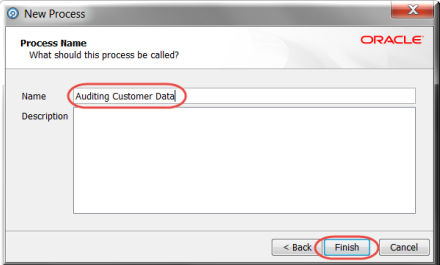 New Process
Process Name
What should this process be called?
ORACLE
Name
Auditing Customer Data
Description
< Back
Finish
Cancel